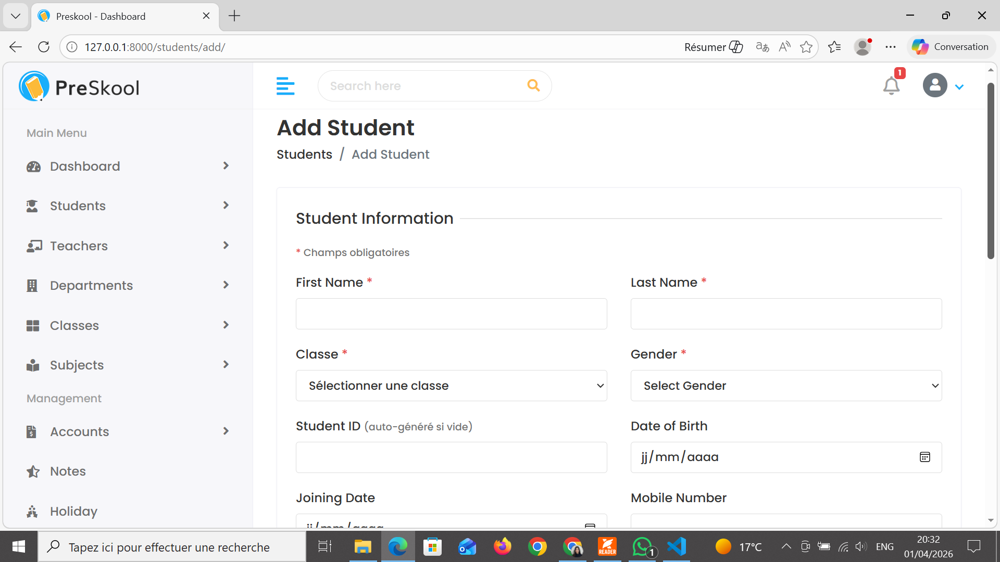 Preskool - Dashboard
127.0.0.1:8000/students/add/
Résumer
Conversation
PreSkool
Search here
1
Main Menu
Dashboard
Students
Teachers
Departments
Classes
Subjects
Management
Accounts
Notes
Holiday
Add Student
Students / Add Student
Student Information
* Champs obligatoires
First Name *
Last Name *
Classe *
Gender *
Sélectionner une classe
Select Gender
Student ID (auto-généré si vide)
Date of Birth
jj/mm/aaaa
Joining Date
Mobile Number
jj/mm/aaaa
Tapez ici pour effectuer une recherche
READER
1
17°C
ENG
20:32
01/04/2026